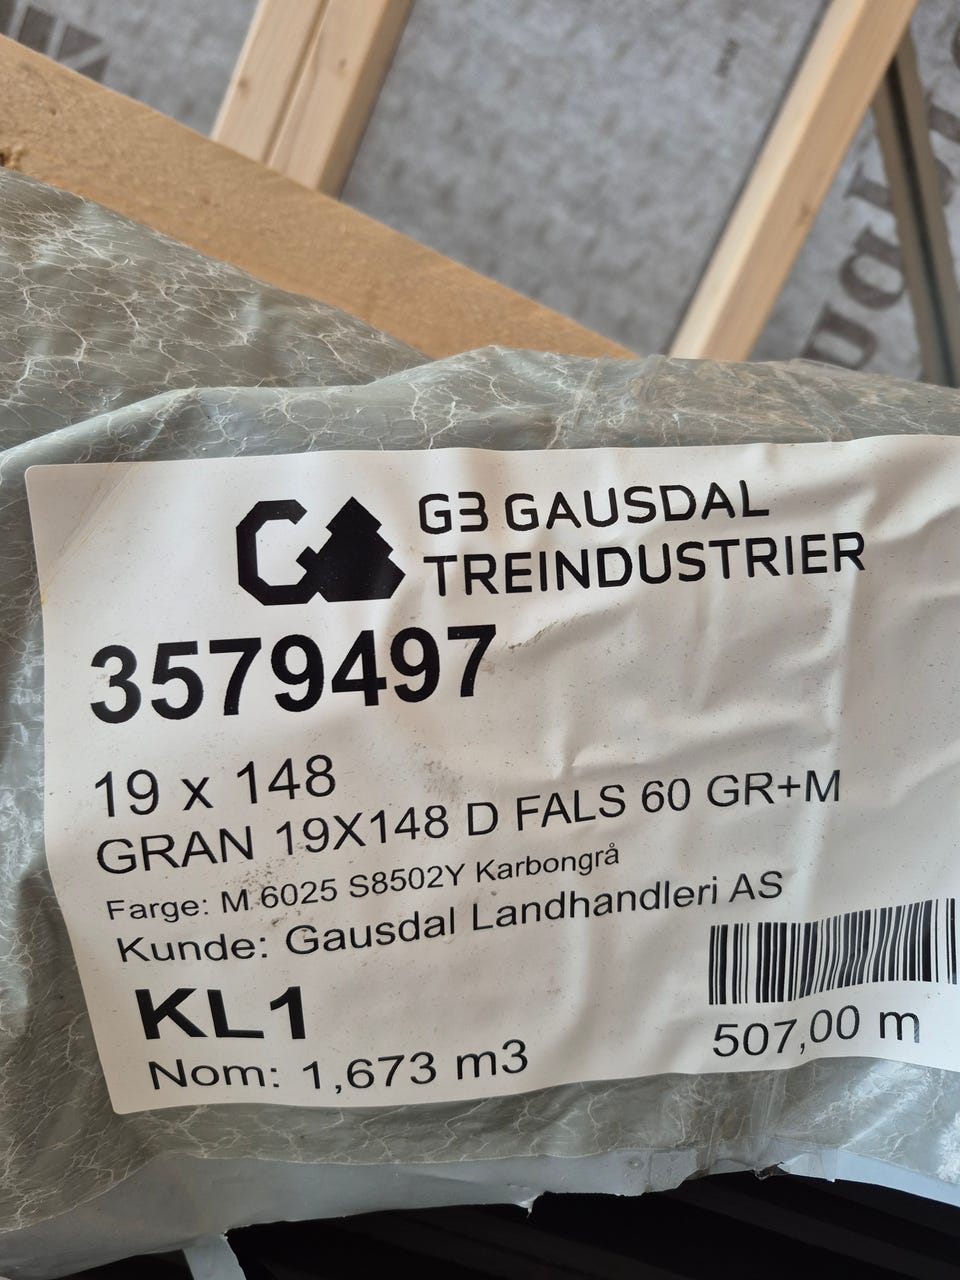 G3 GAUSDAL
TREINDUSTRIER
3579497
19 x 148
GRAN 19X148 D FALS 60 GR+M
Farge: M 6025 S8502Y Karbongrå
Kunde: Gausdal Landhandleri AS
KL1
507,00 m
Nom: 1,673 m3